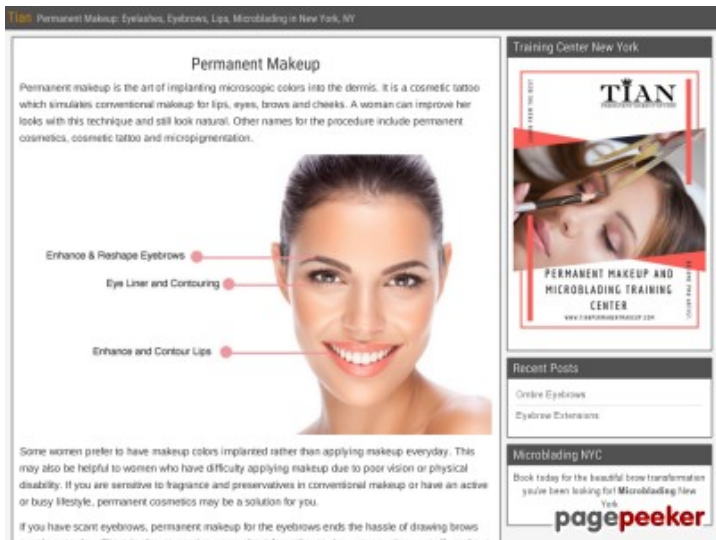 Tian Permanent Makeup: Eyelashes, Eyebrows, Lips, Microblading in New York, NY
Permanent Makeup
Permanent makeup is the art of implanting microscopic colors into the dermis. It is a cosmetic tattoo
which simulates conventional makeup for lips, eyes, brows and cheeks. A woman can improve her
looks with this technique and still look natural. Other names for the procedure include permanent
cosmetics, cosmetic tattoo and micropigmentation.
Enhance & Reshape Eyebrows
Eye Liner and Contouring
Enhance and Contour Lips
Some women prefer to have makeup colors implanted rather than applying makeup everyday. This
may also be helpful to women who have difficulty applying makeup due to poor vision or physical
disability. If you are sensitive to fragrance and preservatives in conventional makeup or have an active
or busy lifestyle, permanent cosmetics may be a solution for you.
If you have scant eyebrows, permanent makeup for the eyebrows ends the hassle of drawing brows
Training Center New York
FROM THE BEST
TIAN
PERMANENT MAKEUP AND
MICROBLADING TRAINING
CENTER
WWW.TIANPERMANENTMAKEUP.COM
Recent Posts
Ombre Eyebrows
Eyebrow Extensions
Microblading NYC
Book today for the beautiful brow transformation
you've been looking for! Microblading New
York
pagepeeker